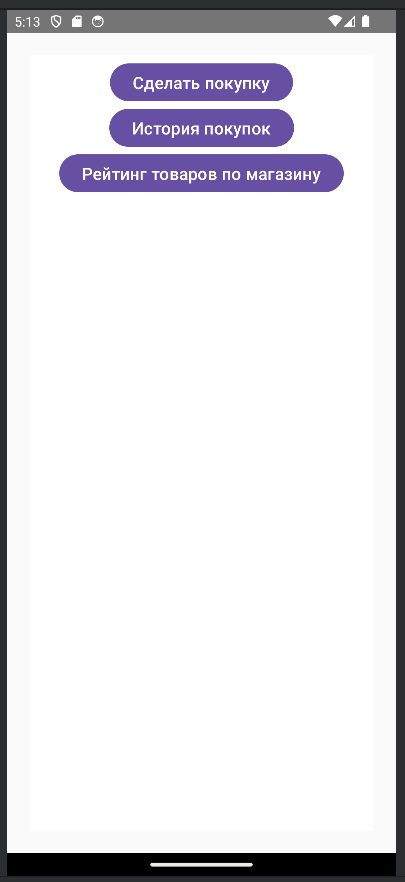 5:13
Сделать покупку
История покупок
Рейтинг товаров по магазину